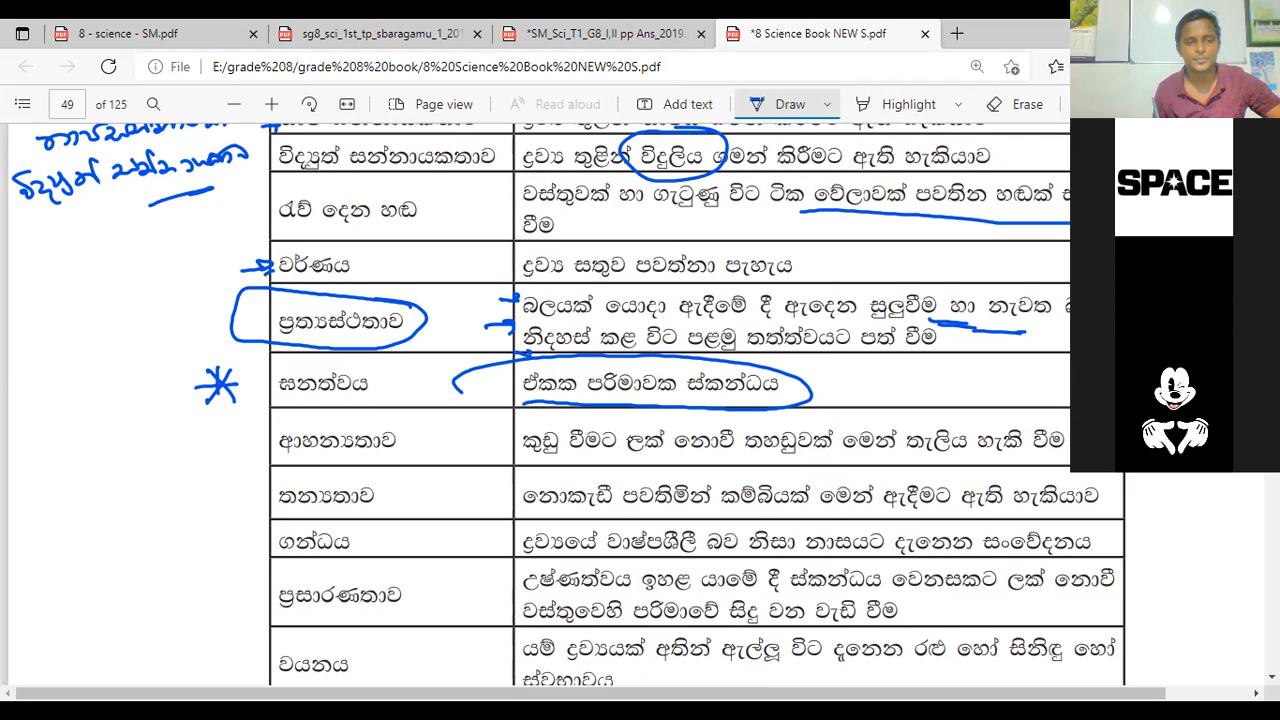 8 - science - SM.pdf
sg8_sci_1st_tp_saragamu_1_201
*SM_Sci_T1_G8_I,II pp Ans_2019.
*8 Science Book NEW S.pdf
File E:/grade%208/grade%208%20book/8%20Science%20Book%20NEW%20S.pdf
49 of 125 Page view Read aloud Add text Draw Highlight Erase
විද්‍යුත් සන්නායකතාව
ද්‍රව්‍ය තුළින් විදුලිය ගමන් කිරීමට ඇති හැකියාව
රැව් දෙන හඬ
වස්තුවක් හා ගැටුණු විට ටික වේලාවක් පවතින හඬක්
වීම
වර්ණය
ද්‍රව්‍ය සතුව පවත්නා පැහැය
ප්‍රත්‍යස්ථතාව
බලයක් යොදා ඇදීමේ දී ඇදෙන සුලුවීම හා නැවත
නිදහස් කළ විට පළමු තත්ත්වයට පත් වීම
ඝනත්වය
ඒකක පරිමාවක ස්කන්ධය
ආහන්‍යතාව
කුඩු වීමට ලක් නොවී තහඩුවක් මෙන් තැලිය හැකි වීම
තන්‍යතාව
නොකැඩී පවතිමින් කම්බියක් මෙන් ඇදීමට ඇති හැකියාව
ගන්ධය
ද්‍රව්‍යයේ වාෂ්පශීලී බව නිසා නාසයට දැනෙන සංවේදනය
ප්‍රසාරණතාව
උෂ්ණත්වය ඉහළ යාමේ දී ස්කන්ධය වෙනසකට ලක් නොවී
වස්තුවෙහි පරිමාවේ සිදු වන වැඩි වීම
වයනය
යම් ද්‍රව්‍යයක් අතින් ඇල්ලූ විට දැනෙන රළු හෝ සිනිඳු හෝ
ස්වභාවය
SPACE